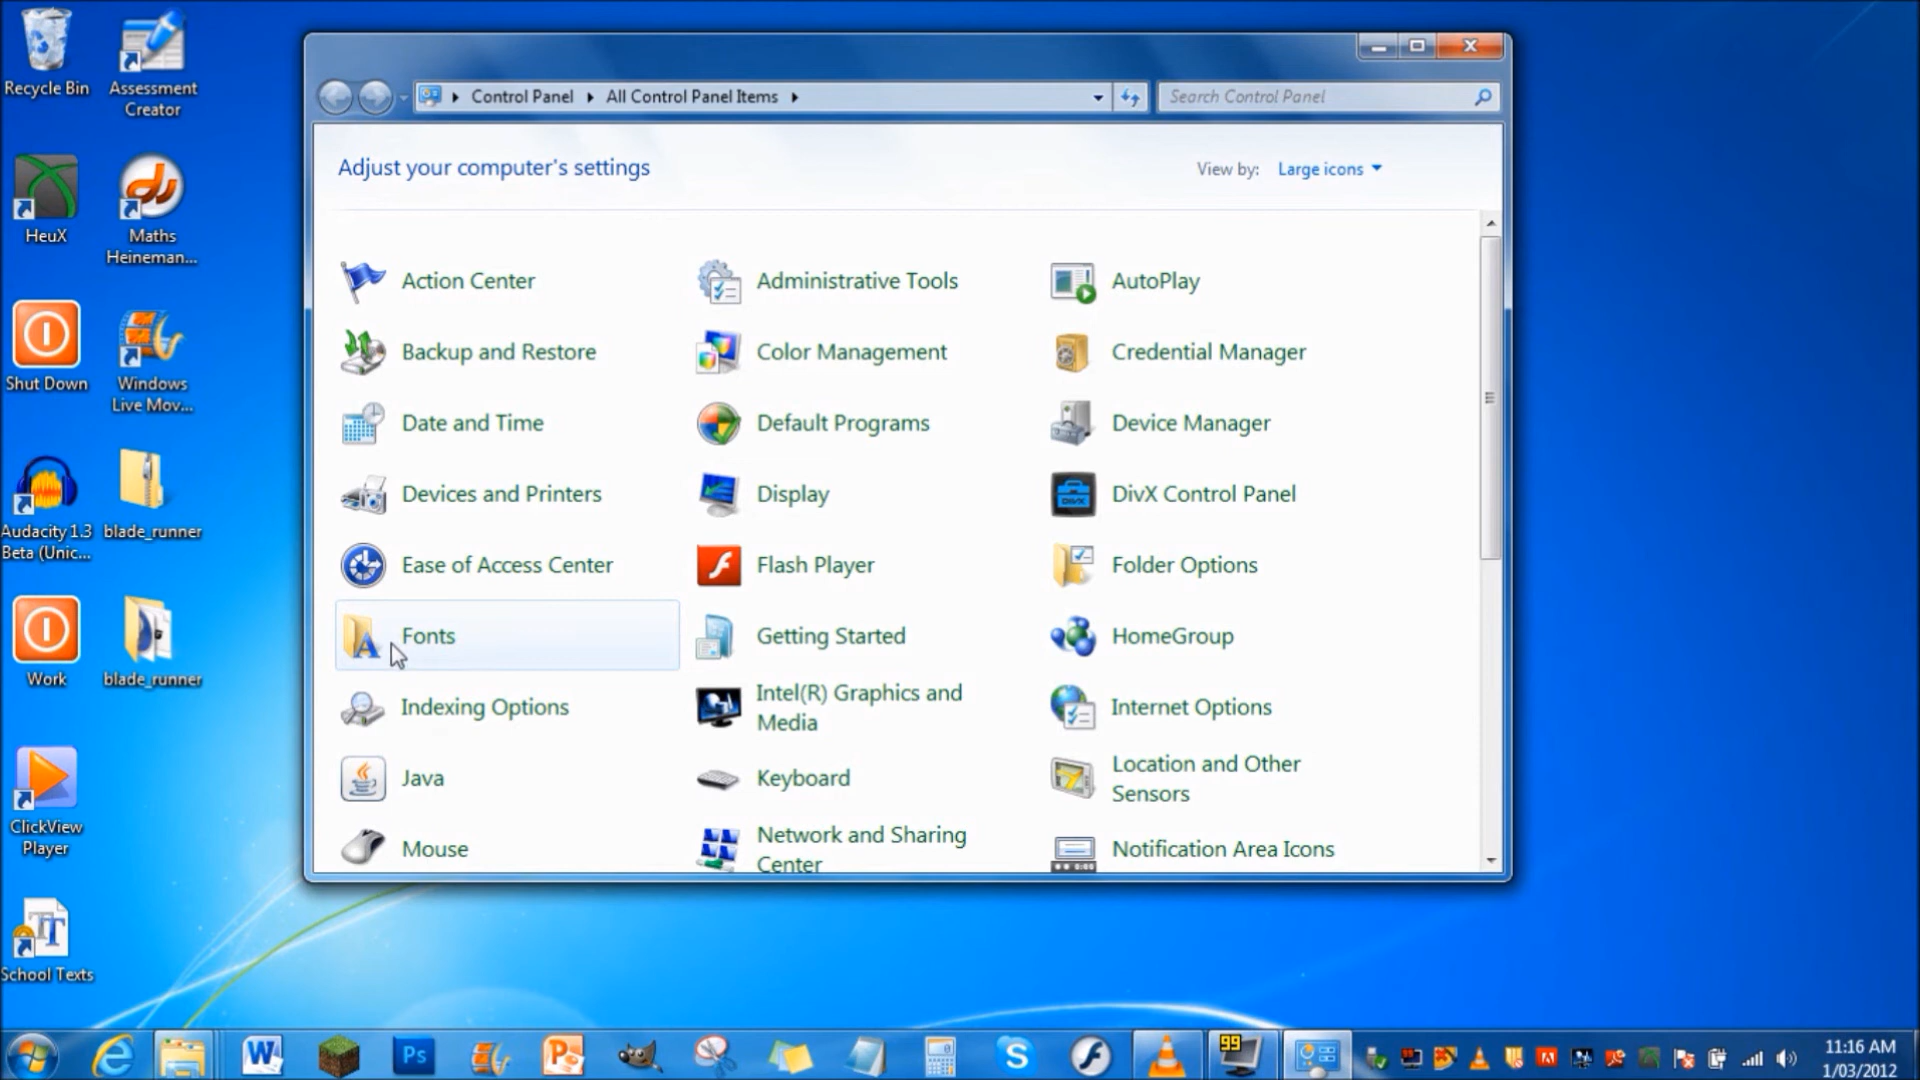 Recycle Bin
Assessment
Creator
HeuX
Maths
Heineman...
Shut Down
Windows
Live Mov...
Audacity 1.3
Beta (Unic...
blade_runner
Work
blade_runner
ClickView
Player
School Texts
Control Panel
All Control Panel Items
Search Control Panel
Adjust your computer's settings
View by: Large icons
Action Center
Administrative Tools
AutoPlay
Backup and Restore
Color Management
Credential Manager
Date and Time
Default Programs
Device Manager
Devices and Printers
Display
DivX Control Panel
Ease of Access Center
Flash Player
Folder Options
Fonts
Getting Started
HomeGroup
Indexing Options
Intel(R) Graphics and
Media
Internet Options
Java
Keyboard
Location and Other
Sensors
Mouse
Network and Sharing
Center
Notification Area Icons
Ps
99
11:16 AM
1/03/2012